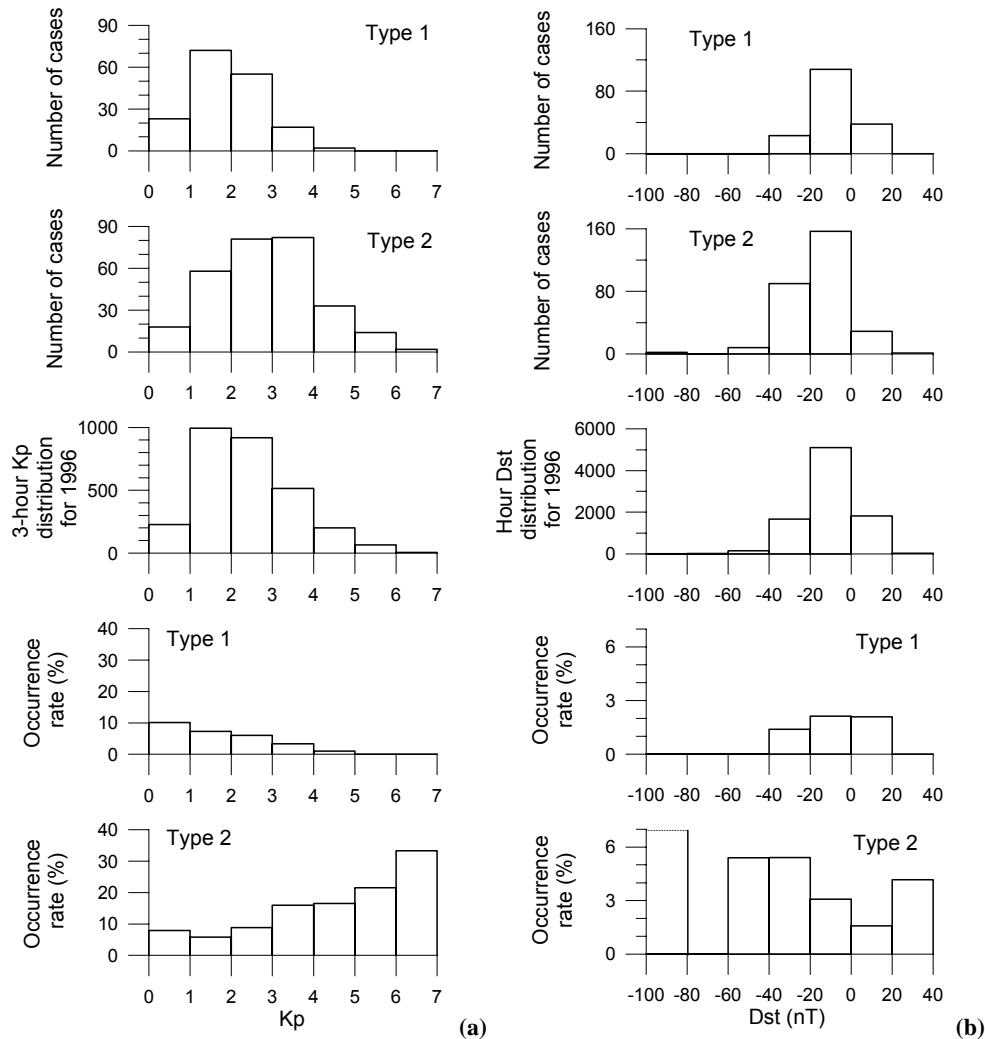 Number of cases
90
60
30
0
Type 1
0 1 2 3 4 5 6 7
Number of cases
90
60
30
0
Type 2
0 1 2 3 4 5 6 7
3-hour Kp
distribution
for 1996
1000
500
0
0 1 2 3 4 5 6 7
Occurrence
rate (%)
40
30
20
10
0
Type 1
0 1 2 3 4 5 6 7
Occurrence
rate (%)
40
30
20
10
0
Type 2
0 1 2 3 4 5 6 7
Kp
(a)
Number of cases
160
80
0
Type 1
-100 -80 -60 -40 -20 0 20 40
Number of cases
160
80
0
Type 2
-100 -80 -60 -40 -20 0 20 40
Hour Dst
distribution
for 1996
6000
4000
2000
0
-100 -80 -60 -40 -20 0 20 40
Occurrence
rate (%)
6
3
0
Type 1
-100 -80 -60 -40 -20 0 20 40
Occurrence
rate (%)
6
3
0
Type 2
-100 -80 -60 -40 -20 0 20 40
Dst (nT)
(b)